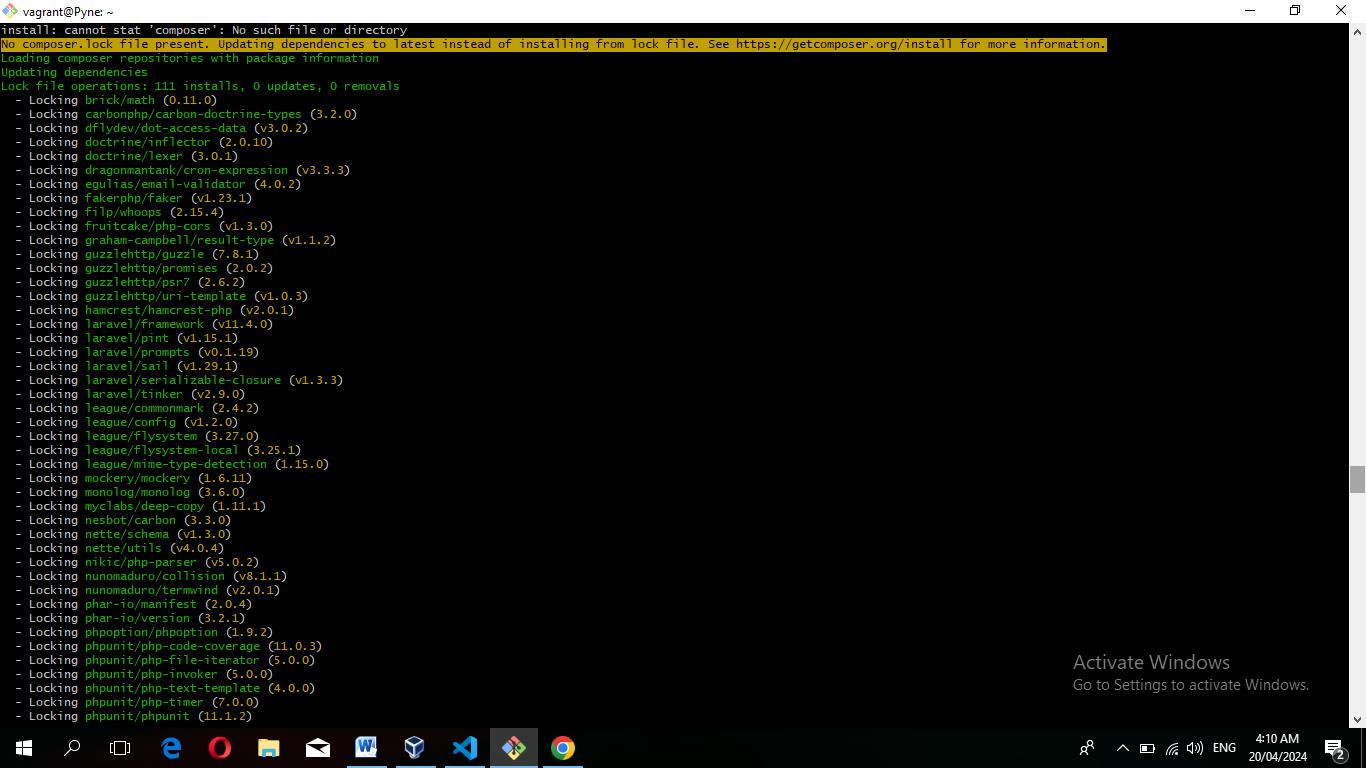 vagrant@Pyne: ~
install: cannot stat 'composer': No such file or directory
No composer.lock file present. Updating dependencies to latest instead of installing from lock file. See https://getcomposer.org/install for more information.
Loading composer repositories with package information
Updating dependencies
Lock file operations: 111 installs, 0 updates, 0 removals
- Locking brick/math (0.11.0)
- Locking carbonphp/carbon-doctrine-types (3.2.0)
- Locking dflydev/dot-access-data (v3.0.2)
- Locking doctrine/inflector (2.0.10)
- Locking doctrine/lexer (3.0.1)
- Locking dragonmantank/cron-expression (v3.3.3)
- Locking egulias/email-validator (4.0.2)
- Locking fakerphp/faker (v1.23.1)
- Locking filp/whoops (2.15.4)
- Locking fruitcake/php-cors (v1.3.0)
- Locking graham-campbell/result-type (v1.1.2)
- Locking guzzlehttp/guzzle (7.8.1)
- Locking guzzlehttp/promises (2.0.2)
- Locking guzzlehttp/psr7 (2.6.2)
- Locking guzzlehttp/uri-template (v1.0.3)
- Locking hamcrest/hamcrest-php (v2.0.1)
- Locking laravel/framework (v11.4.0)
- Locking laravel/pint (v1.15.1)
- Locking laravel/prompts (v0.1.19)
- Locking laravel/sail (v1.29.1)
- Locking laravel/serializable-closure (v1.3.3)
- Locking laravel/tinker (v2.9.0)
- Locking league/commonmark (2.4.2)
- Locking league/config (v1.2.0)
- Locking league/flysystem (3.27.0)
- Locking league/flysystem-local (3.25.1)
- Locking league/mime-type-detection (1.15.0)
- Locking mockery/mockery (1.6.11)
- Locking monolog/monolog (3.6.0)
- Locking myclabs/deep-copy (1.11.1)
- Locking nesbot/carbon (3.3.0)
- Locking nette/schema (v1.3.0)
- Locking nette/utils (v4.0.4)
- Locking nikic/php-parser (v5.0.2)
- Locking nunomaduro/collision (v8.1.1)
- Locking nunomaduro/termwind (v2.0.1)
- Locking phar-io/manifest (2.0.4)
- Locking phar-io/version (3.2.1)
- Locking phpoption/phpoption (1.9.2)
- Locking phpunit/php-code-coverage (11.0.3)
- Locking phpunit/php-file-iterator (5.0.0)
- Locking phpunit/php-invoker (5.0.0)
- Locking phpunit/php-text-template (4.0.0)
- Locking phpunit/php-timer (7.0.0)
- Locking phpunit/phpunit (11.1.2)
Activate Windows
Go to Settings to activate Windows.
ENG
4:10 AM
20/04/2024
2